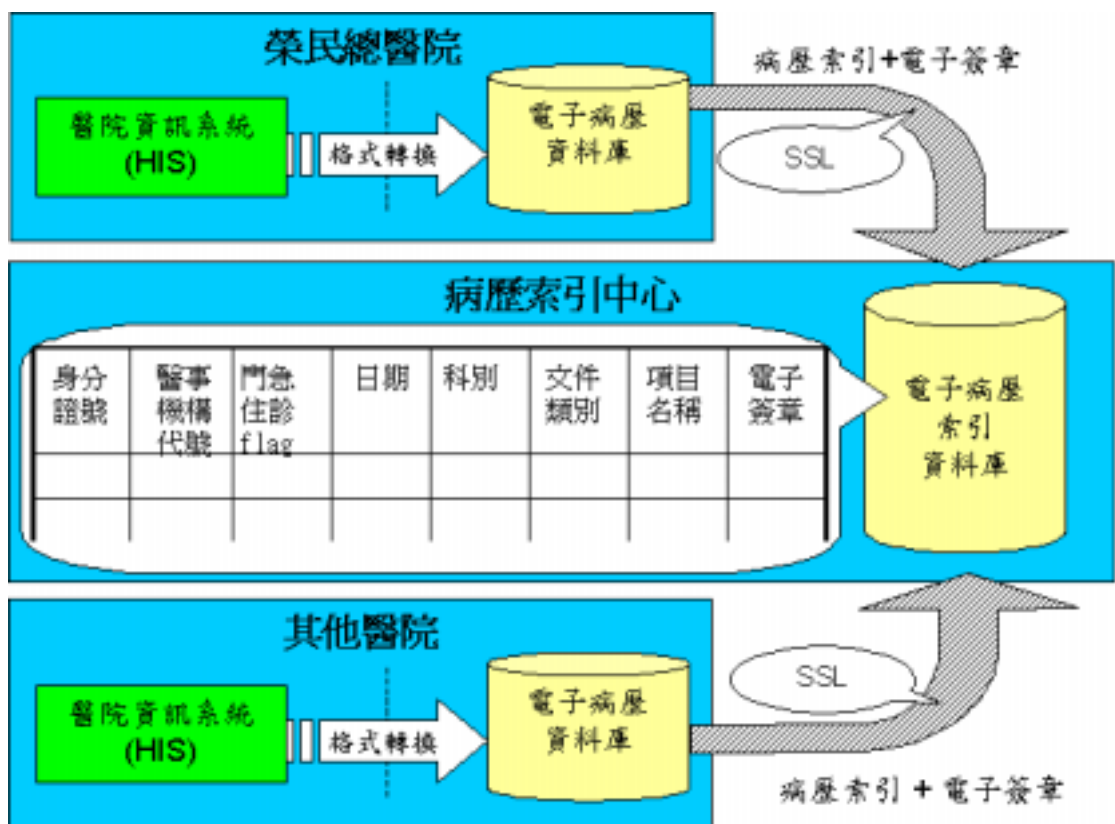 榮民總醫院
醫院資訊系統
(HIS)
格式轉換
電子病歷
資料庫
病歷索引+電子簽章
SSL
病歷索引中心
身分
證號
醫事
機構
代號
門急
住診
flag
日期
科別
文件
類別
項目
名稱
電子
簽章
電子病歷
索引
資料庫
其他醫院
醫院資訊系統
(HIS)
格式轉換
電子病歷
資料庫
SSL
病歷索引 + 電子簽章